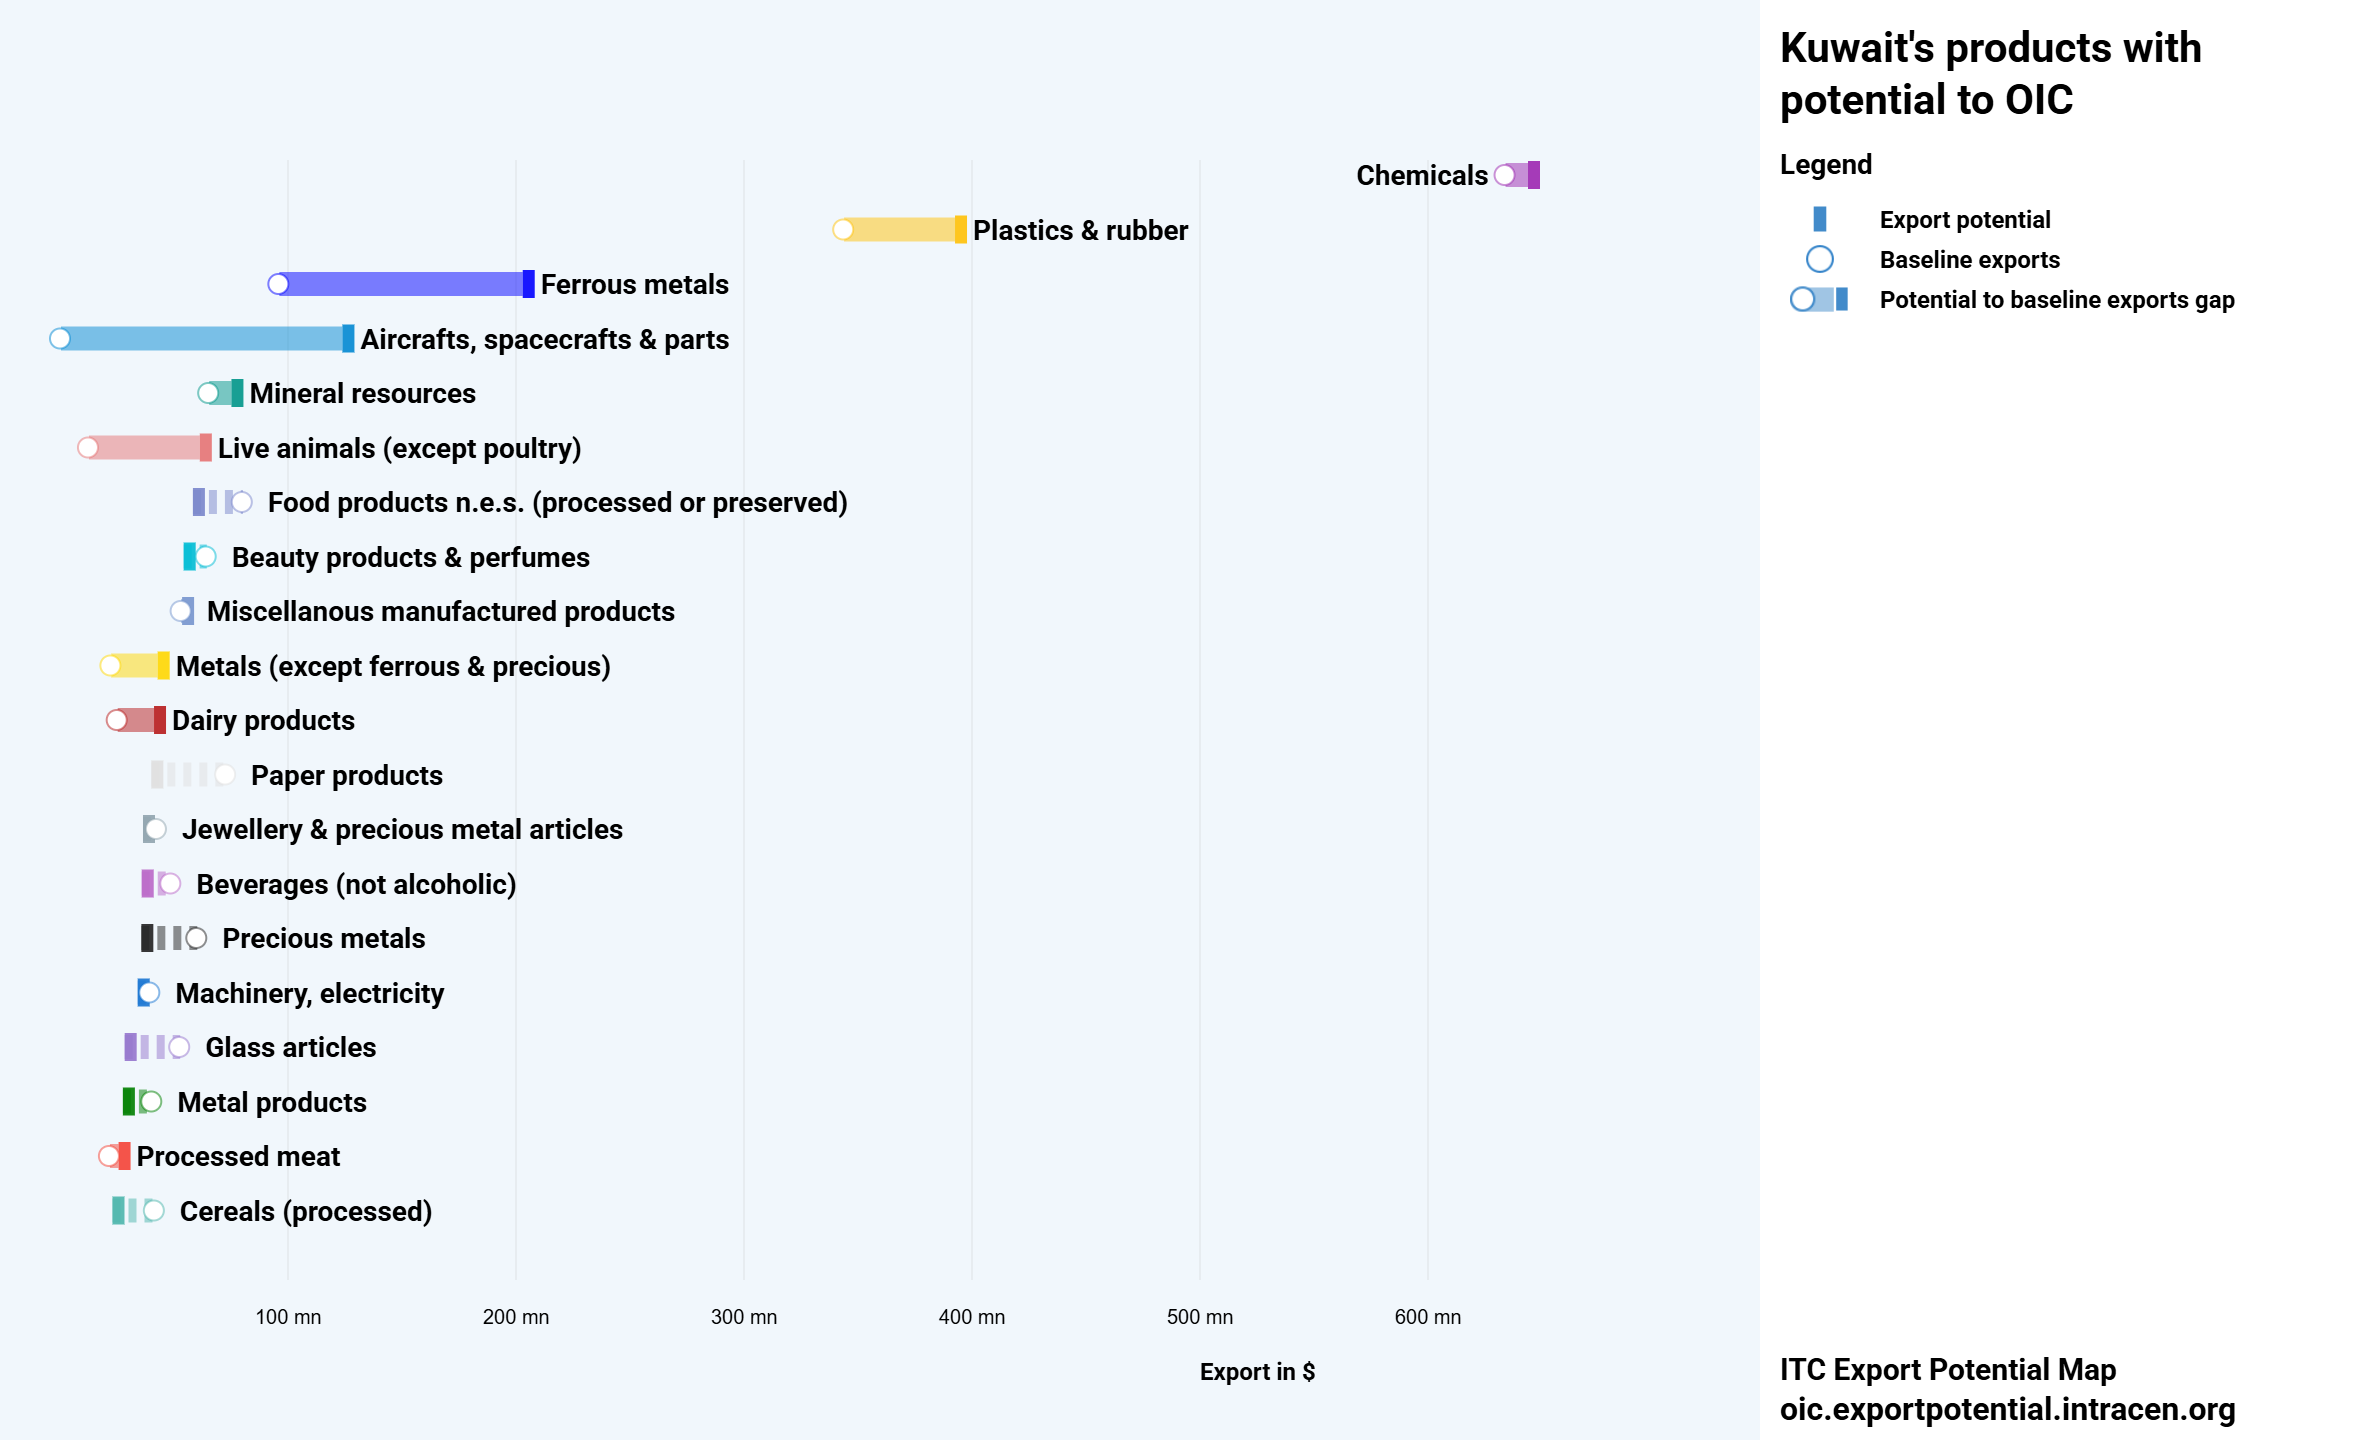 Kuwait's products with
potential to OIC
Legend
Export potential
Baseline exports
Potential to baseline exports gap
Chemicals
Plastics & rubber
Ferrous metals
Aircrafts, spacecrafts & parts
Mineral resources
Live animals (except poultry)
Food products n.e.s. (processed or preserved)
Beauty products & perfumes
Miscellanous manufactured products
Metals (except ferrous & precious)
Dairy products
Paper products
Jewellery & precious metal articles
Beverages (not alcoholic)
Precious metals
Machinery, electricity
Glass articles
Metal products
Processed meat
Cereals (processed)
100 mn 200 mn 300 mn 400 mn 500 mn 600 mn
Export in $
ITC Export Potential Map
oic.exportpotential.intracen.org